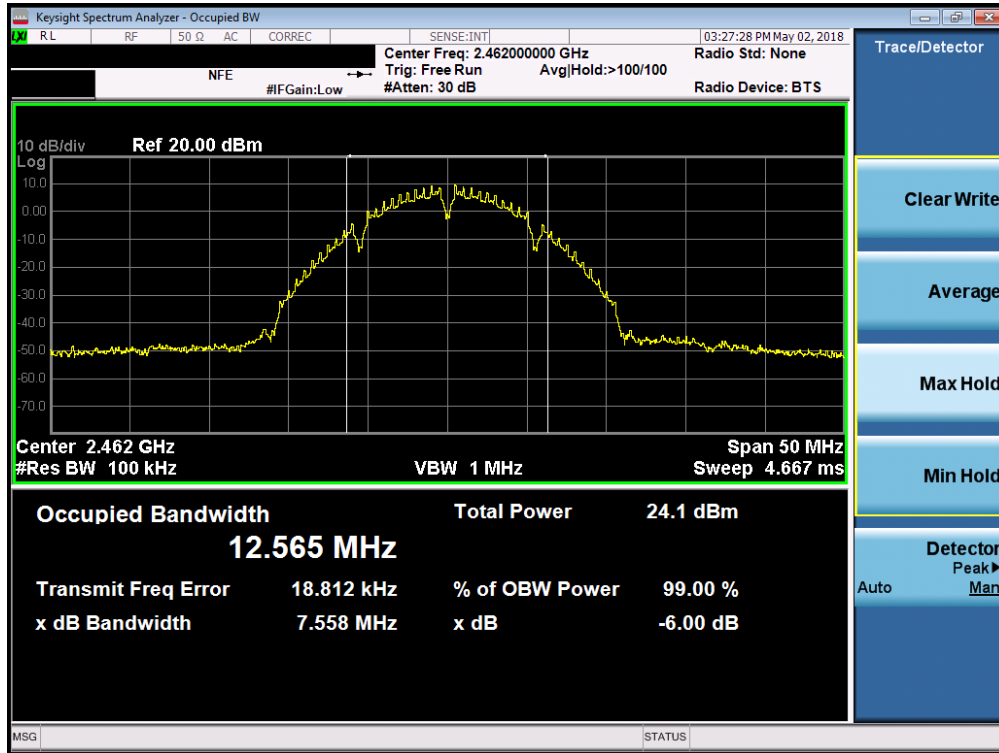 Keysight Spectrum Analyzer - Occupied BW
LXI RL RF 50 Ω AC CORREC SENSE:INT 03:27:28 PM May 02, 2018
Center Freq: 2.462000000 GHz Radio Std: None
NFE Trig: Free Run Avg|Hold:>100/100
#IFGain:Low #Atten: 30 dB Radio Device: BTS
Trace/Detector
10 dB/div Ref 20.00 dBm
Log
10.0
0.00
-10.0
-20.0
-30.0
-40.0
-50.0
-60.0
-70.0
Center 2.462 GHz Span 50 MHz
#Res BW 100 kHz VBW 1 MHz Sweep 4.667 ms
Occupied Bandwidth Total Power 24.1 dBm
12.565 MHz
Transmit Freq Error 18.812 kHz % of OBW Power 99.00 %
x dB Bandwidth 7.558 MHz x dB -6.00 dB
Clear Write
Average
Max Hold
Min Hold
Detector
Peak▶
Auto Man
MSG STATUS